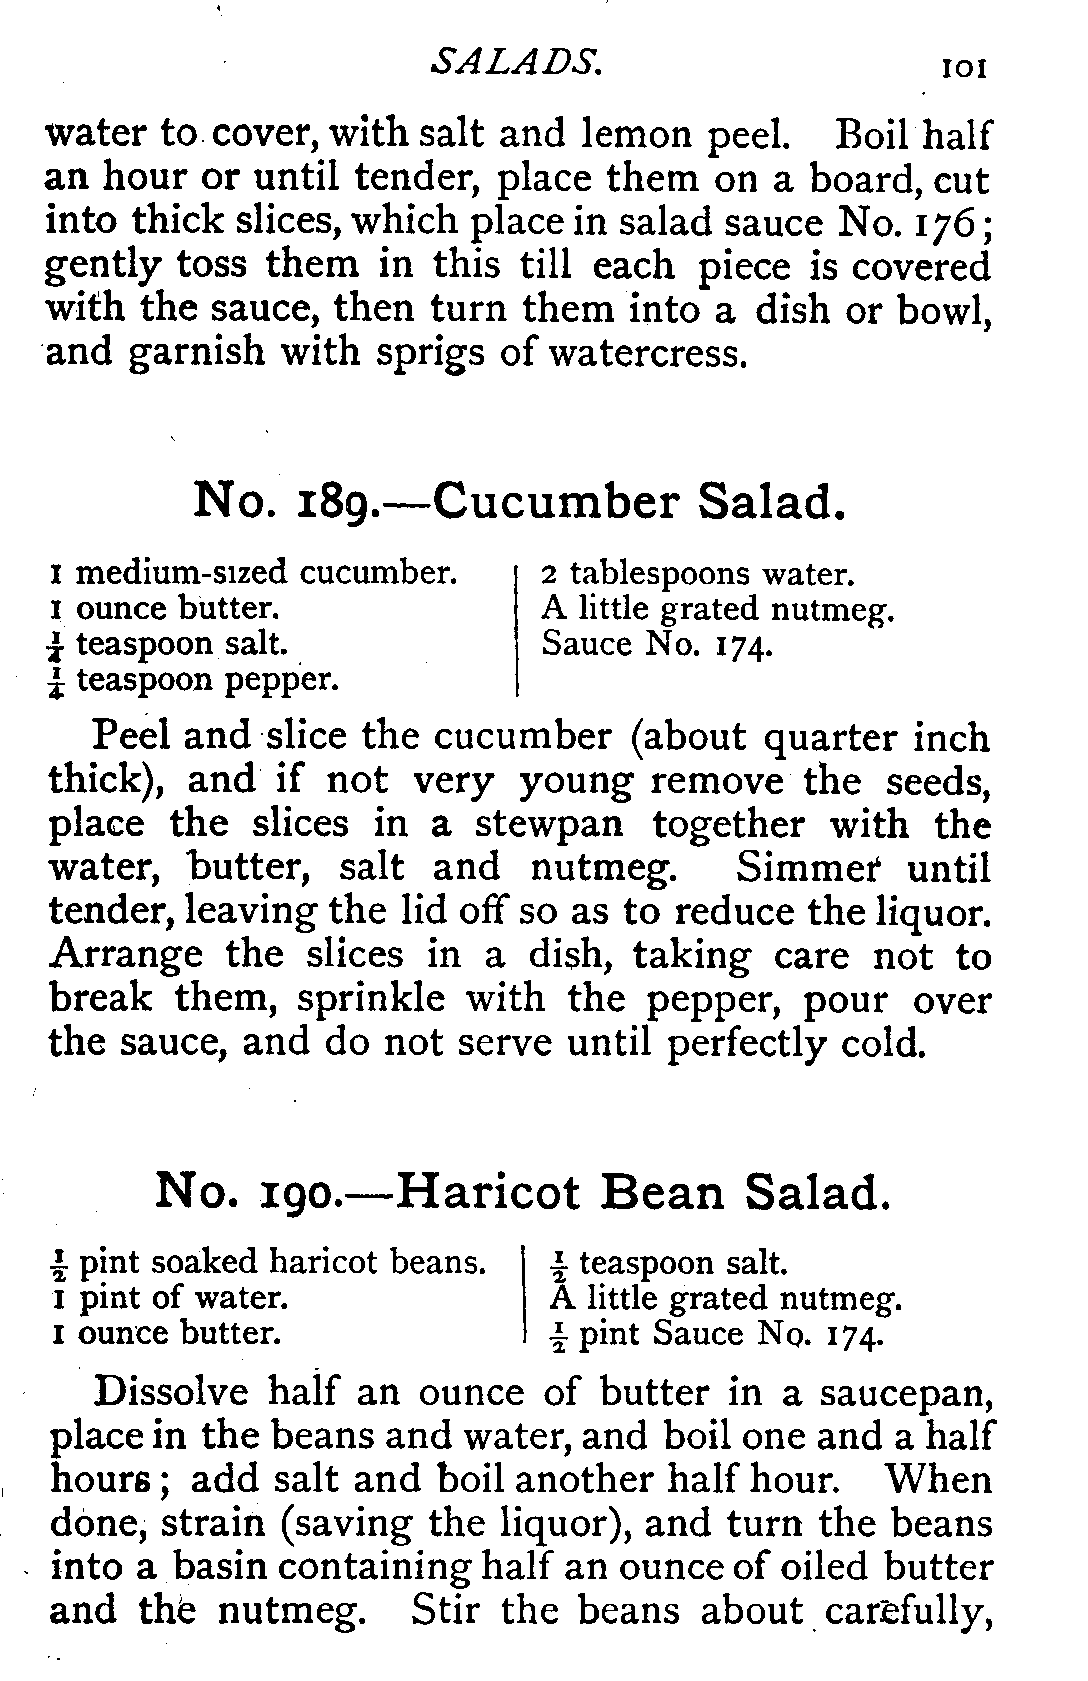 SALADS. 101
water to cover, with salt and lemon peel. Boil half
an hour or until tender, place them on a board, cut
into thick slices, which place in salad sauce No. 176;
gently toss them in this till each piece is covered
with the sauce, then turn them into a dish or bowl,
and garnish with sprigs of watercress.
No. 189.—Cucumber Salad.
1 medium-sized cucumber.
1 ounce butter.
¼ teaspoon salt.
¼ teaspoon pepper.
2 tablespoons water.
A little grated nutmeg.
Sauce No. 174.
Peel and slice the cucumber (about quarter inch
thick), and if not very young remove the seeds,
place the slices in a stewpan together with the
water, butter, salt and nutmeg. Simmer until
tender, leaving the lid off so as to reduce the liquor.
Arrange the slices in a dish, taking care not to
break them, sprinkle with the pepper, pour over
the sauce, and do not serve until perfectly cold.
No. 190.—Haricot Bean Salad.
½ pint soaked haricot beans.
1 pint of water.
1 ounce butter.
½ teaspoon salt.
A little grated nutmeg.
½ pint Sauce No. 174.
Dissolve half an ounce of butter in a saucepan,
place in the beans and water, and boil one and a half
hours; add salt and boil another half hour. When
done, strain (saving the liquor), and turn the beans
into a basin containing half an ounce of oiled butter
and the nutmeg. Stir the beans about carefully,